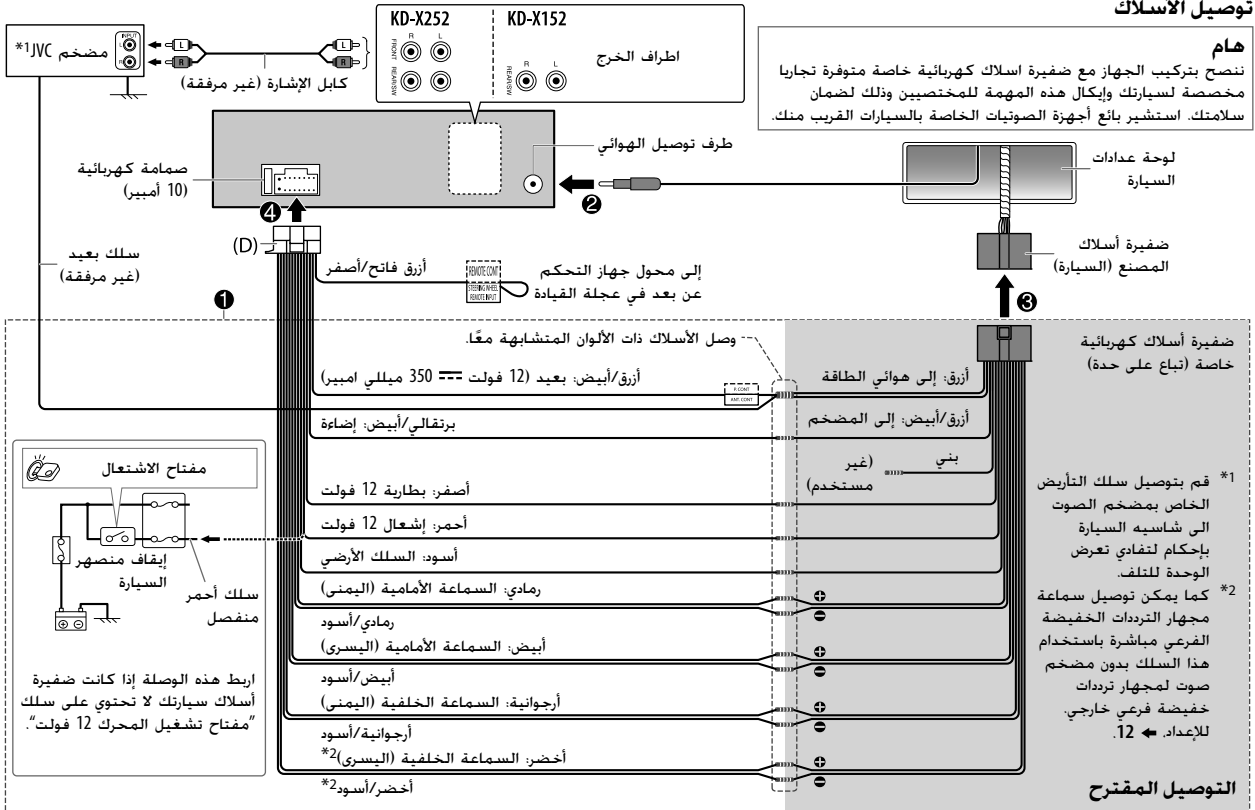 توصيل الأسلاك
هام
ننصح بتركيب الجهاز مع ضفيرة اسلاك كهربائية خاصة متوفرة تجاريا
مخصصة لسيارتك وإيكال هذه المهمة للمختصيين وذلك لضمان
سلامتك. استشير بائع أجهزة الصوتيات الخاصة بالسيارات القريب منك.
KD-X252
KD-X152
FRONT
REAR/SW
R L
REAR/SW
R L
اطراف الخرج
مضخم JVC*1
INPUT
L
R
L
R
L
R
كابل الإشارة (غير مرفقة)
طرف توصيل الهوائي
صمامة كهربائية
(10 أمبير)
لوحة عدادات
السيارة
ضفيرة أسلاك
المصنع (السيارة)
❷
❹
❸
❶
(D)
سلك بعيد
(غير مرفقة)
أزرق فاتح/أصفر
REMOTE CONT
STEERING WHEEL
REMOTE INPUT
إلى محول جهاز التحكم
عن بعد في عجلة القيادة
وصل الأسلاك ذات الألوان المتشابهة معًا.
ضفيرة أسلاك كهربائية
خاصة (تباع على حدة)
أزرق/أبيض: بعيد (12 فولت ⎓ 350 ميللي امبير)
P.CONT
ANT.CONT
أزرق: إلى هوائي الطاقة
برتقالي/أبيض: إضاءة
أزرق/أبيض: إلى المضخم
بني
(غير
مستخدم)
أصفر: بطارية 12 فولت
أحمر: إشعال 12 فولت
أسود: السلك الأرضي
رمادي: السماعة الأمامية (اليمنى)
رمادي/أسود
أبيض: السماعة الأمامية (اليسرى)
أبيض/أسود
أرجوانية: السماعة الخلفية (اليمنى)
أرجوانية/أسود
أخضر: السماعة الخلفية (اليسرى)*2
أخضر/أسود*2
مفتاح الاشتعال
إيقاف منصهر
السيارة
سلك أحمر
منفصل
اربط هذه الوصلة إذا كانت ضفيرة
أسلاك سيارتك لا تحتوي على سلك
"مفتاح تشغيل المحرك 12 فولت".
*1 قم بتوصيل سلك التأريض
الخاص بمضخم الصوت
الى شاسيه السيارة
بإحكام لتفادي تعرض
الوحدة للتلف.
*2 كما يمكن توصيل سماعة
مجهار الترددات الخفيضة
الفرعي مباشرة باستخدام
هذا السلك بدون مضخم
صوت لمجهار ترددات
خفيضة فرعي خارجي.
للإعداد. ➜ 12.
التوصيل المقترح